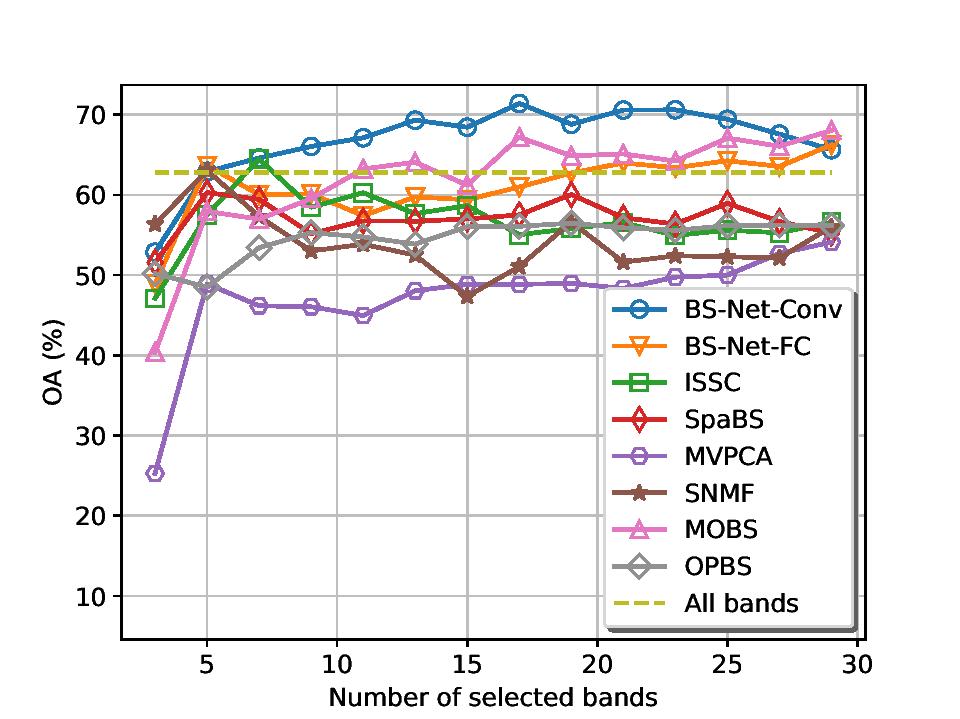 70
60
50
40
30
20
10
OA (%)
5
10
15
20
25
30
Number of selected bands
BS-Net-Conv
BS-Net-FC
ISSC
SpaBS
MVPCA
SNMF
MOBS
OPBS
All bands